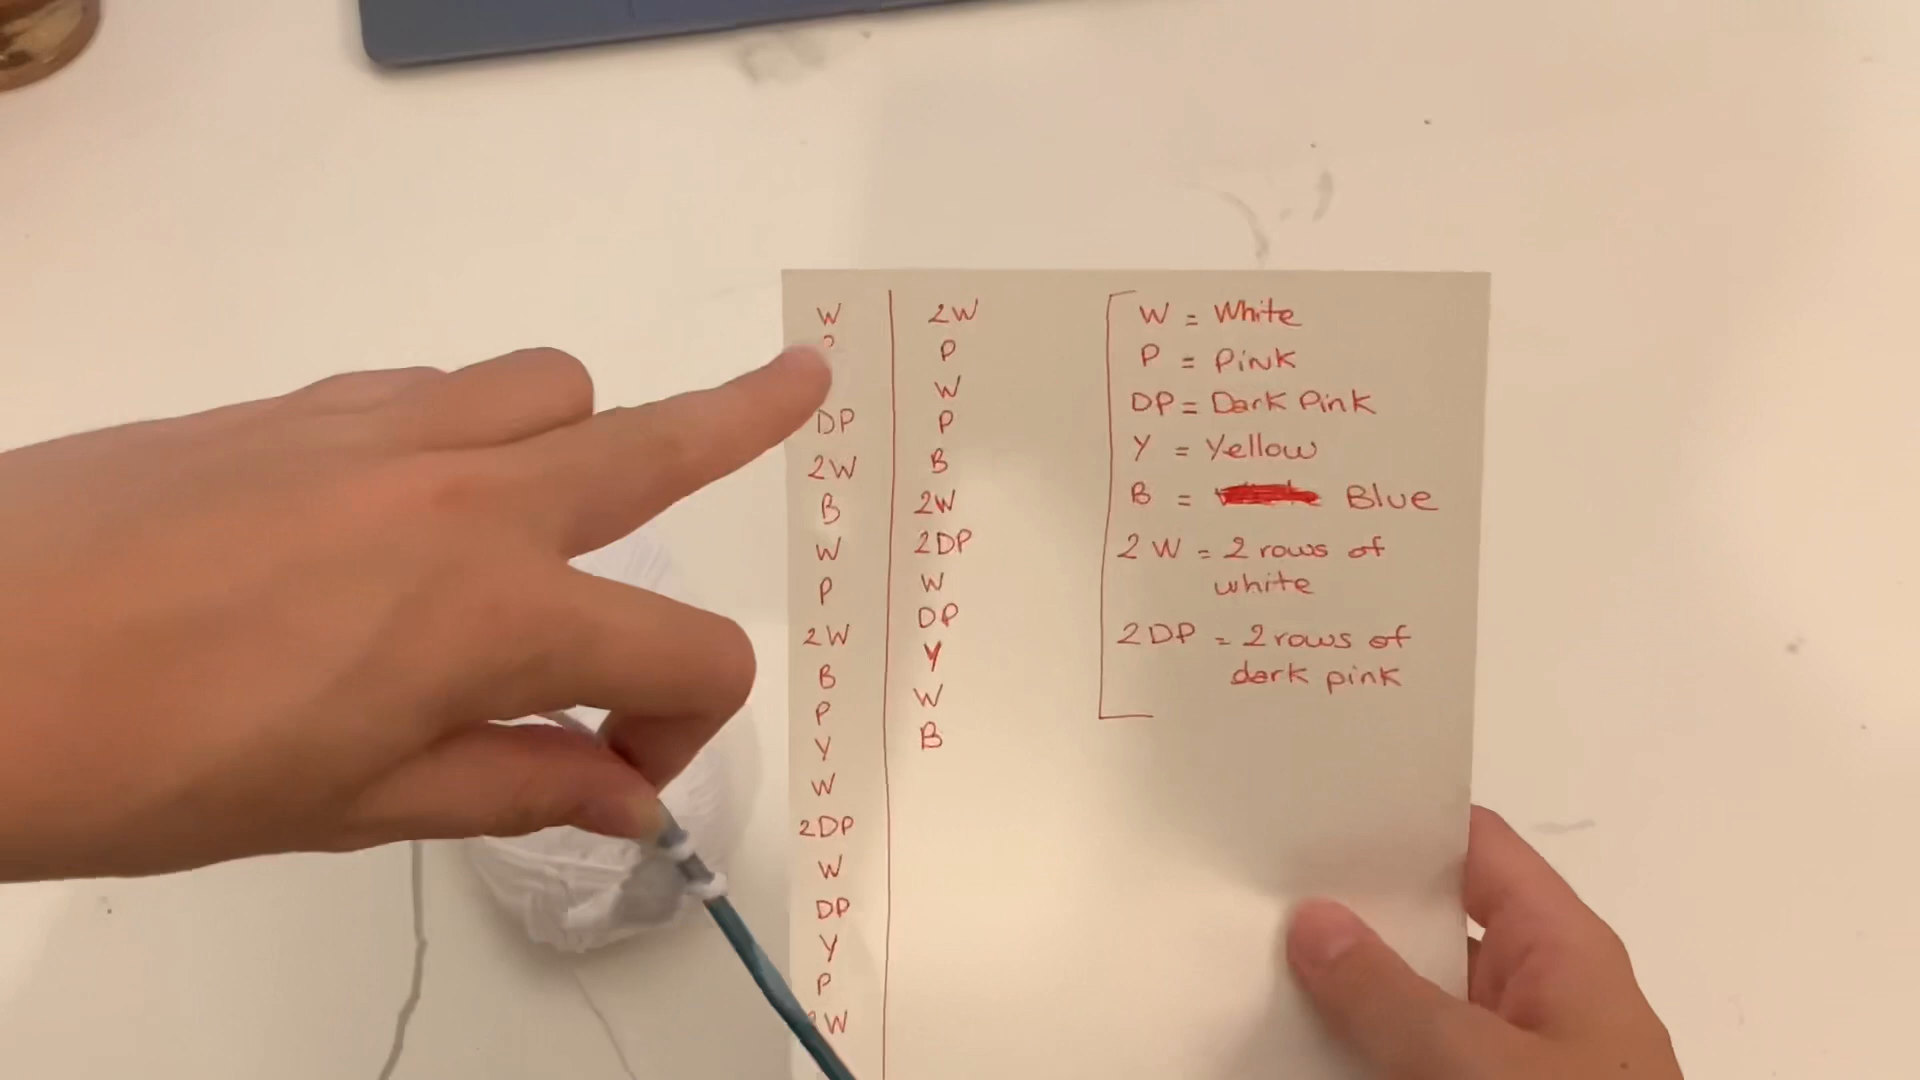 W
DP
2W
B
W
P
2W
B
P
Y
W
2DP
W
DP
Y
P
W
2W
P
W
P
B
2W
2DP
W
DP
Y
W
B
W = White
P = Pink
DP = Dark Pink
Y = Yellow
B = Blue
2 W = 2 rows of
white
2DP = 2 rows of
dark pink